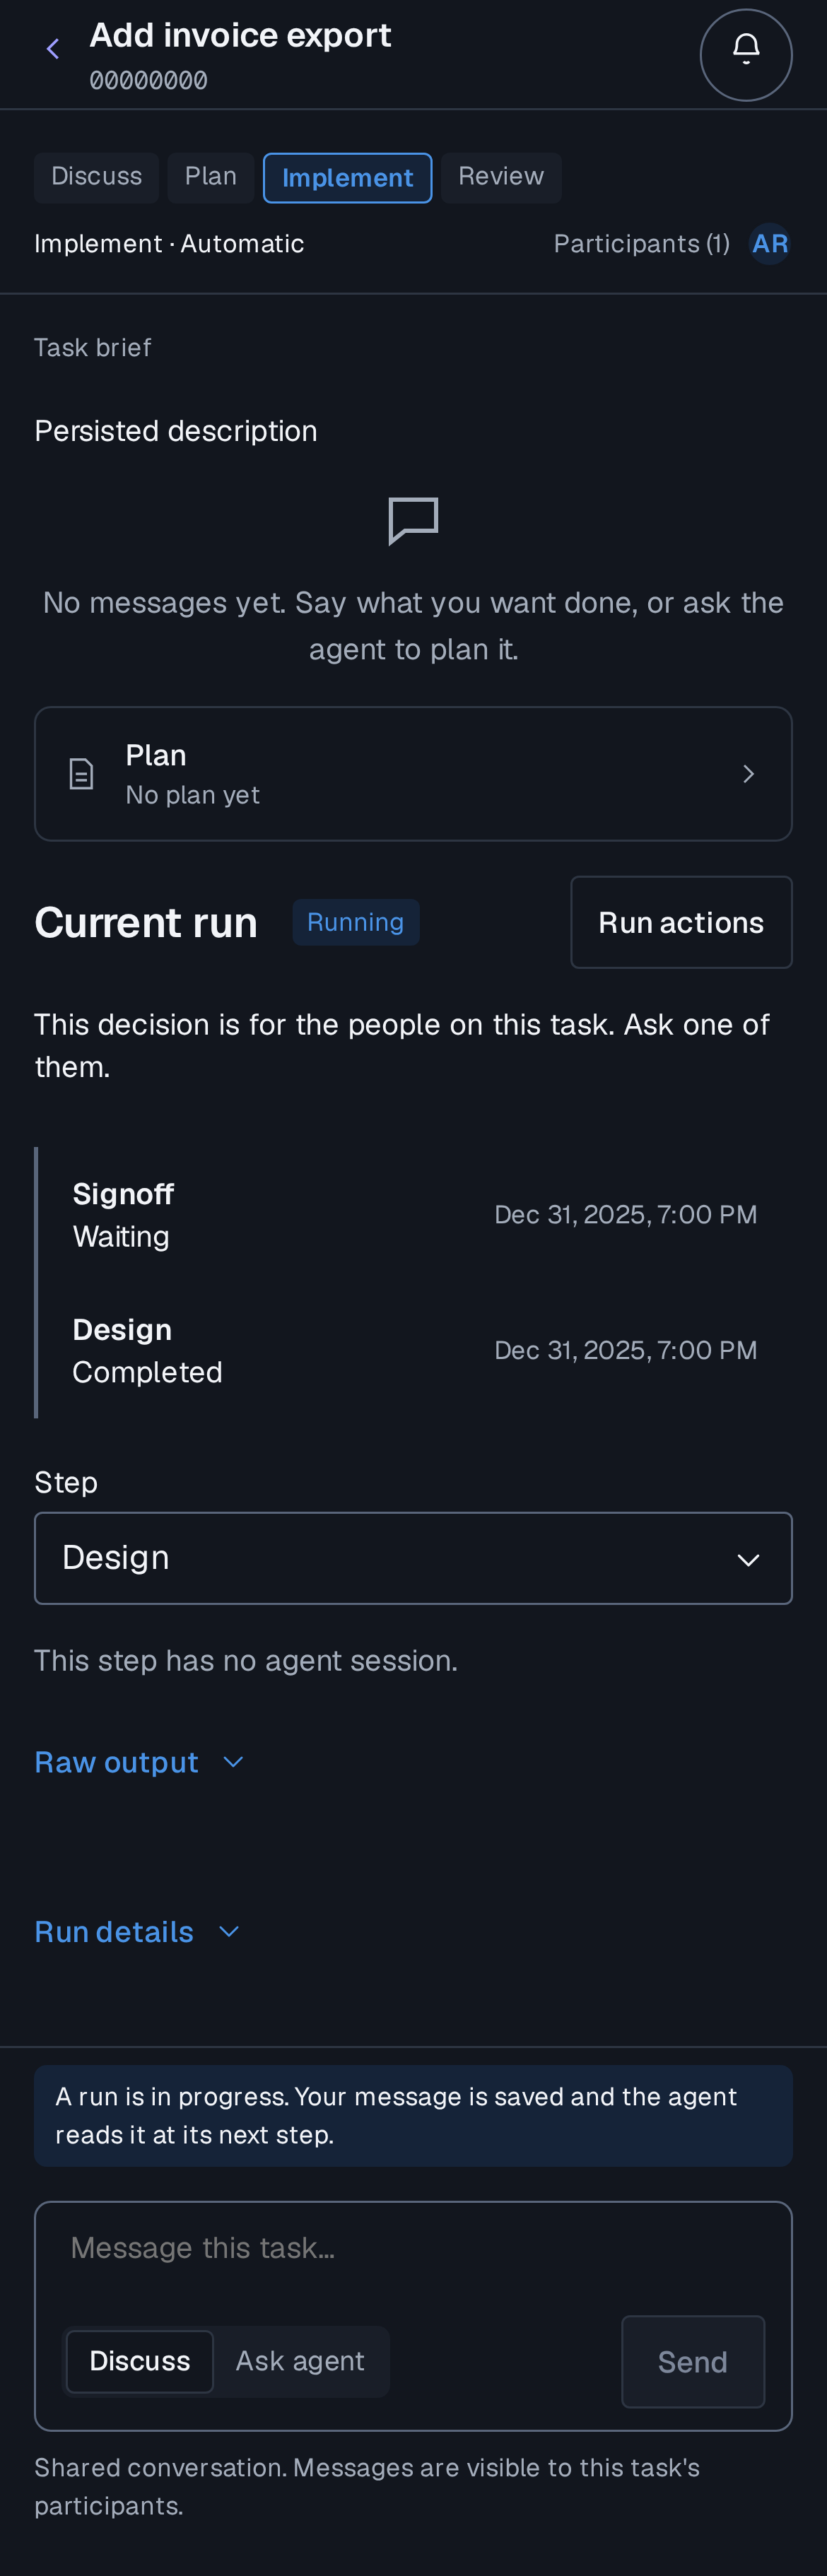 Add invoice export
00000000
Discuss
Plan
Implement
Review
Implement · Automatic
Participants (1)
AR
Task brief
Persisted description
No messages yet. Say what you want done, or ask the
agent to plan it.
Plan
No plan yet
Current run
Running
Run actions
This decision is for the people on this task. Ask one of
them.
Signoff
Waiting
Dec 31, 2025, 7:00 PM
Design
Completed
Dec 31, 2025, 7:00 PM
Step
Design
This step has no agent session.
Raw output
Run details
A run is in progress. Your message is saved and the agent
reads it at its next step.
Message this task...
Discuss
Ask agent
Send
Shared conversation. Messages are visible to this task's
participants.